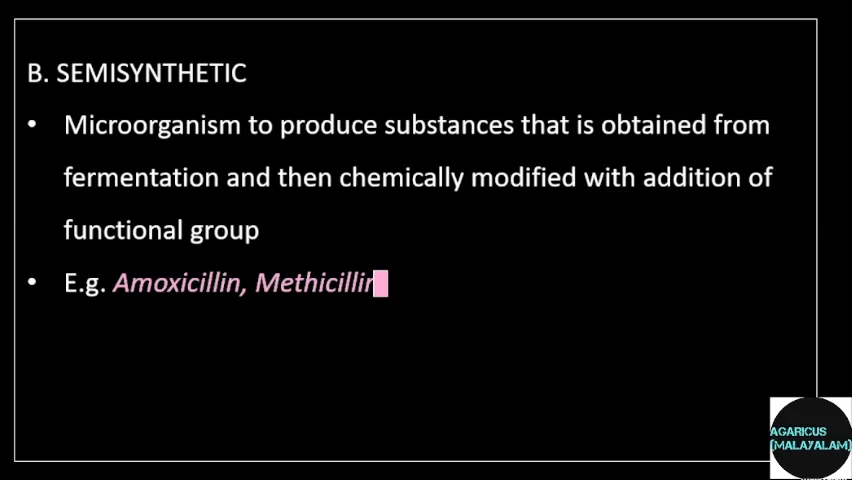 B. SEMISYNTHETIC
• Microorganism to produce substances that is obtained from
fermentation and then chemically modified with addition of
functional group
• E.g. Amoxicillin, Methicillin
AGARICUS
(MALAYALAM)